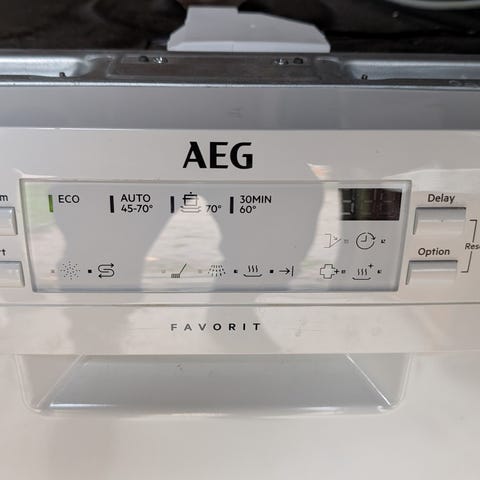 AEG
ECO
AUTO
45-70°
70°
30MIN
60°
Delay
Option
FAVORIT